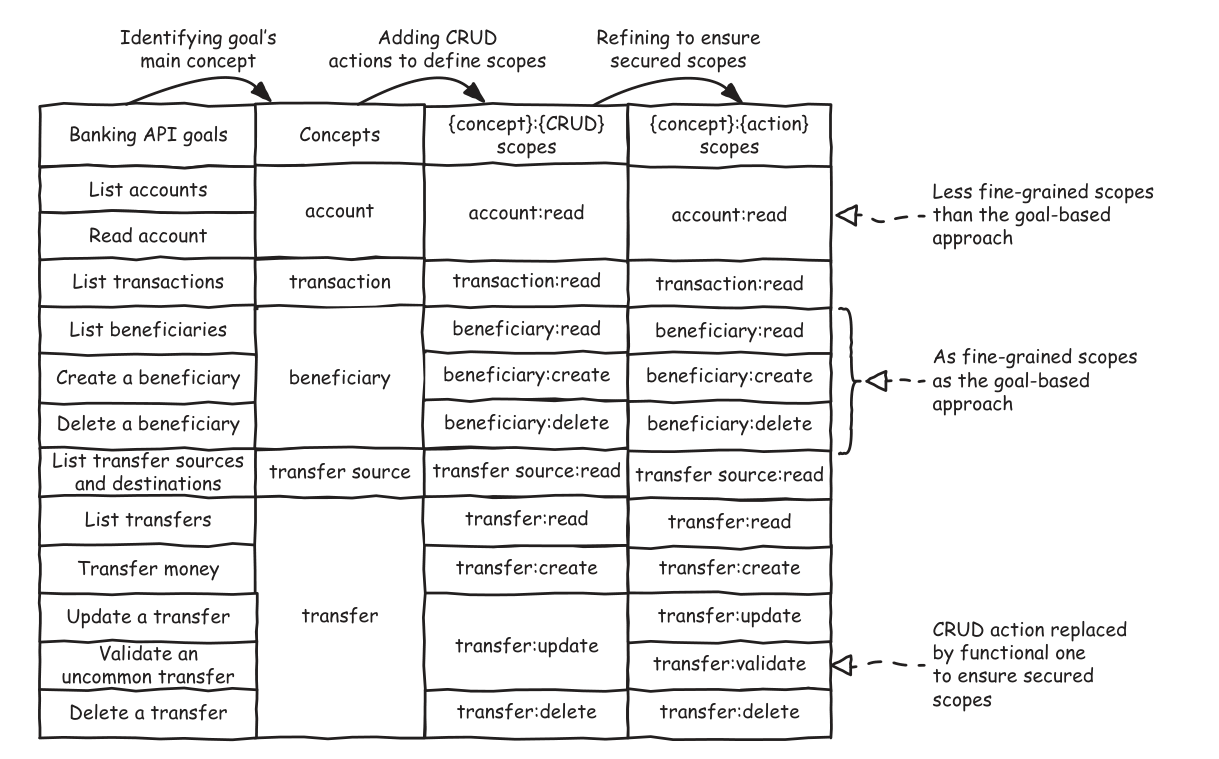 Identifying goal's
main concept
Adding CRUD
actions to define scopes
Refining to ensure
secured scopes
Banking API goals
Concepts
{concept}:{CRUD}
scopes
{concept}:{action}
scopes
List accounts
Read account
account
account:read
account:read
Less fine-grained scopes
than the goal-based
approach
List transactions
transaction
transaction:read
transaction:read
List beneficiaries
Create a beneficiary
Delete a beneficiary
beneficiary
beneficiary:read
beneficiary:create
beneficiary:delete
beneficiary:read
beneficiary:create
beneficiary:delete
As fine-grained scopes
as the goal-based
approach
List transfer sources
and destinations
transfer source
transfer source:read
transfer source:read
List transfers
Transfer money
Update a transfer
Validate an
uncommon transfer
Delete a transfer
transfer
transfer:read
transfer:create
transfer:update
transfer:delete
transfer:read
transfer:create
transfer:update
transfer:validate
transfer:delete
CRUD action replaced
by functional one
to ensure secured
scopes